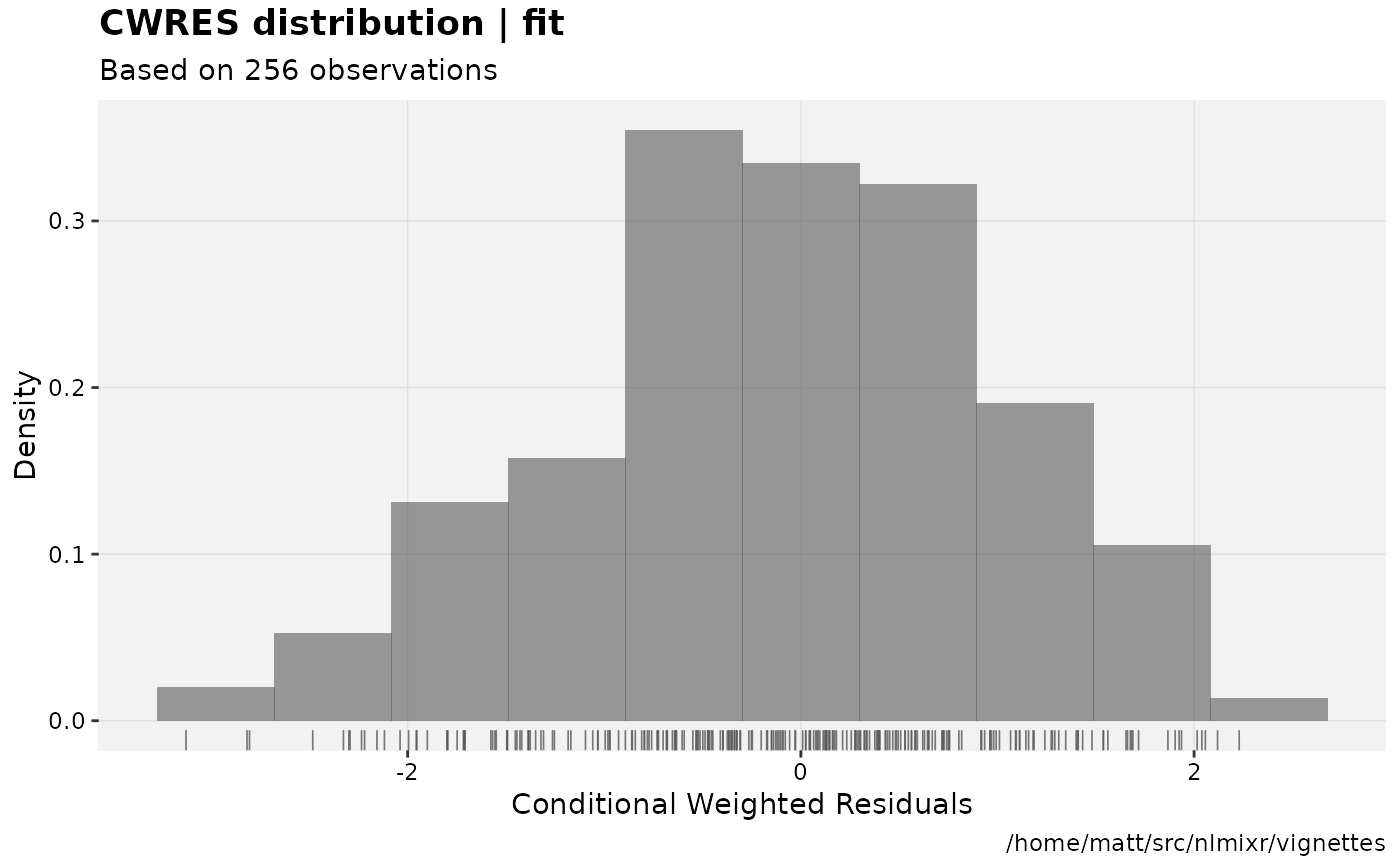 CWRES distribution | fit
Based on 256 observations
Density
0.3
0.2
0.1
0.0
-2 0 2
Conditional Weighted Residuals
/home/matt/src/nlmixr/vignettes